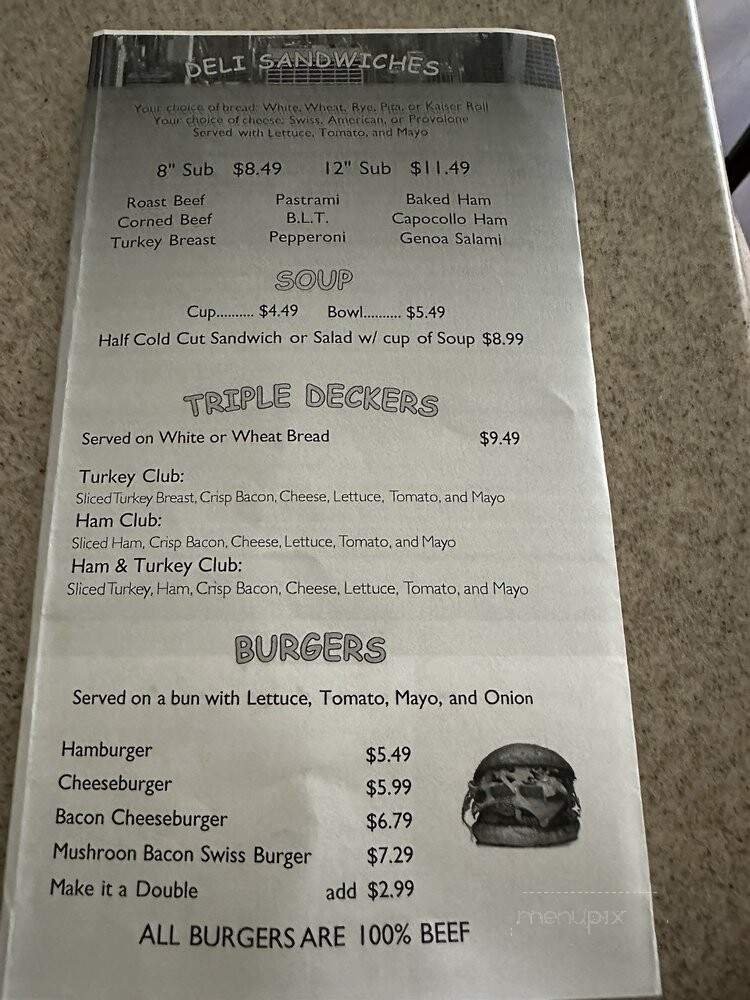 DELI SANDWICHES
Your choice of bread: White, Wheat, Rye, Pita, or Kaiser Roll
Your choice of cheese: Swiss, American, or Provolone
Served with Lettuce, Tomato, and Mayo
8" Sub $8.49 12" Sub $11.49
Roast Beef Pastrami Baked Ham
Corned Beef B.L.T. Capocollo Ham
Turkey Breast Pepperoni Genoa Salami
SOUP
Cup.......... $4.49 Bowl.......... $5.49
Half Cold Cut Sandwich or Salad w/ cup of Soup $8.99
TRIPLE DECKERS
Served on White or Wheat Bread $9.49
Turkey Club:
Sliced Turkey Breast, Crisp Bacon, Cheese, Lettuce, Tomato, and Mayo
Ham Club:
Sliced Ham, Crisp Bacon, Cheese, Lettuce, Tomato, and Mayo
Ham & Turkey Club:
Sliced Turkey, Ham, Crisp Bacon, Cheese, Lettuce, Tomato, and Mayo
BURGERS
Served on a bun with Lettuce, Tomato, Mayo, and Onion
Hamburger $5.49
Cheeseburger $5.99
Bacon Cheeseburger $6.79
Mushroon Bacon Swiss Burger $7.29
Make it a Double add $2.99
ALL BURGERS ARE 100% BEEF
menupix